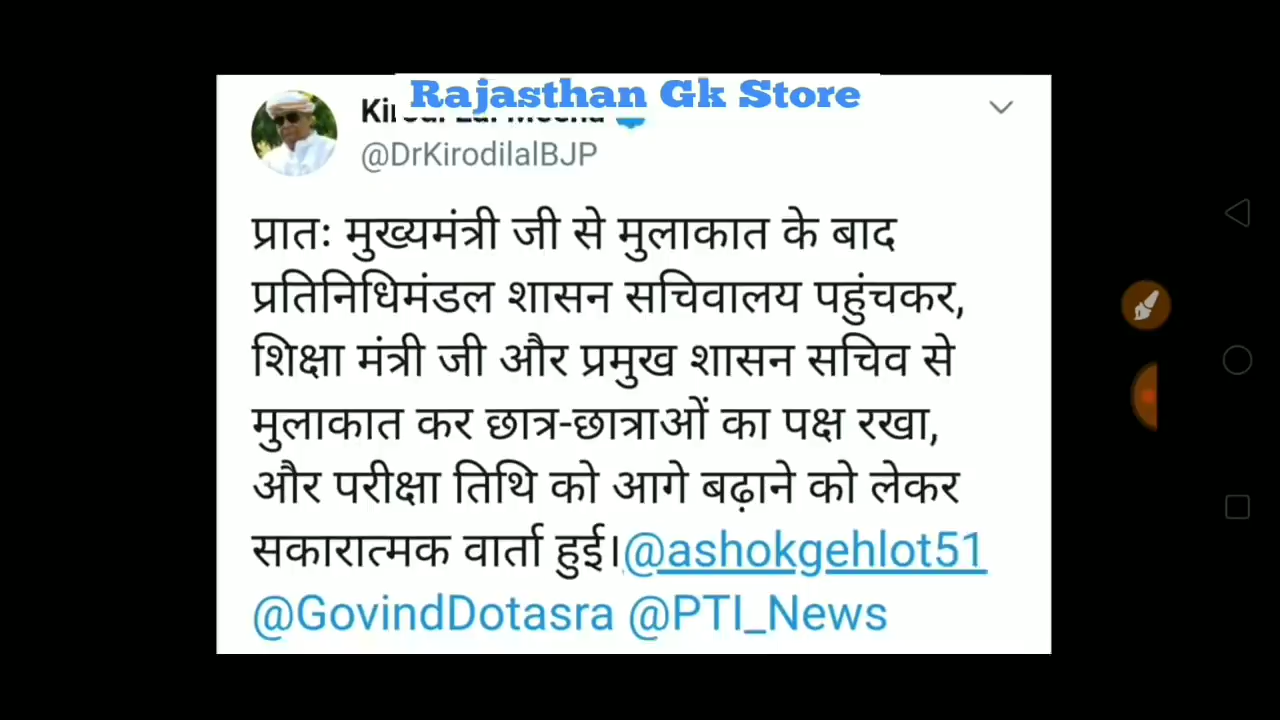 Rajasthan Gk Store
@DrKirodilalBJP
प्रातः मुख्यमंत्री जी से मुलाकात के बाद
प्रतिनिधिमंडल शासन सचिवालय पहुंचकर,
शिक्षा मंत्री जी और प्रमुख शासन सचिव से
मुलाकात कर छात्र-छात्राओं का पक्ष रखा,
और परीक्षा तिथि को आगे बढ़ाने को लेकर
सकारात्मक वार्ता हुई।@ashokgehlot51
@GovindDotasra @PTI_News